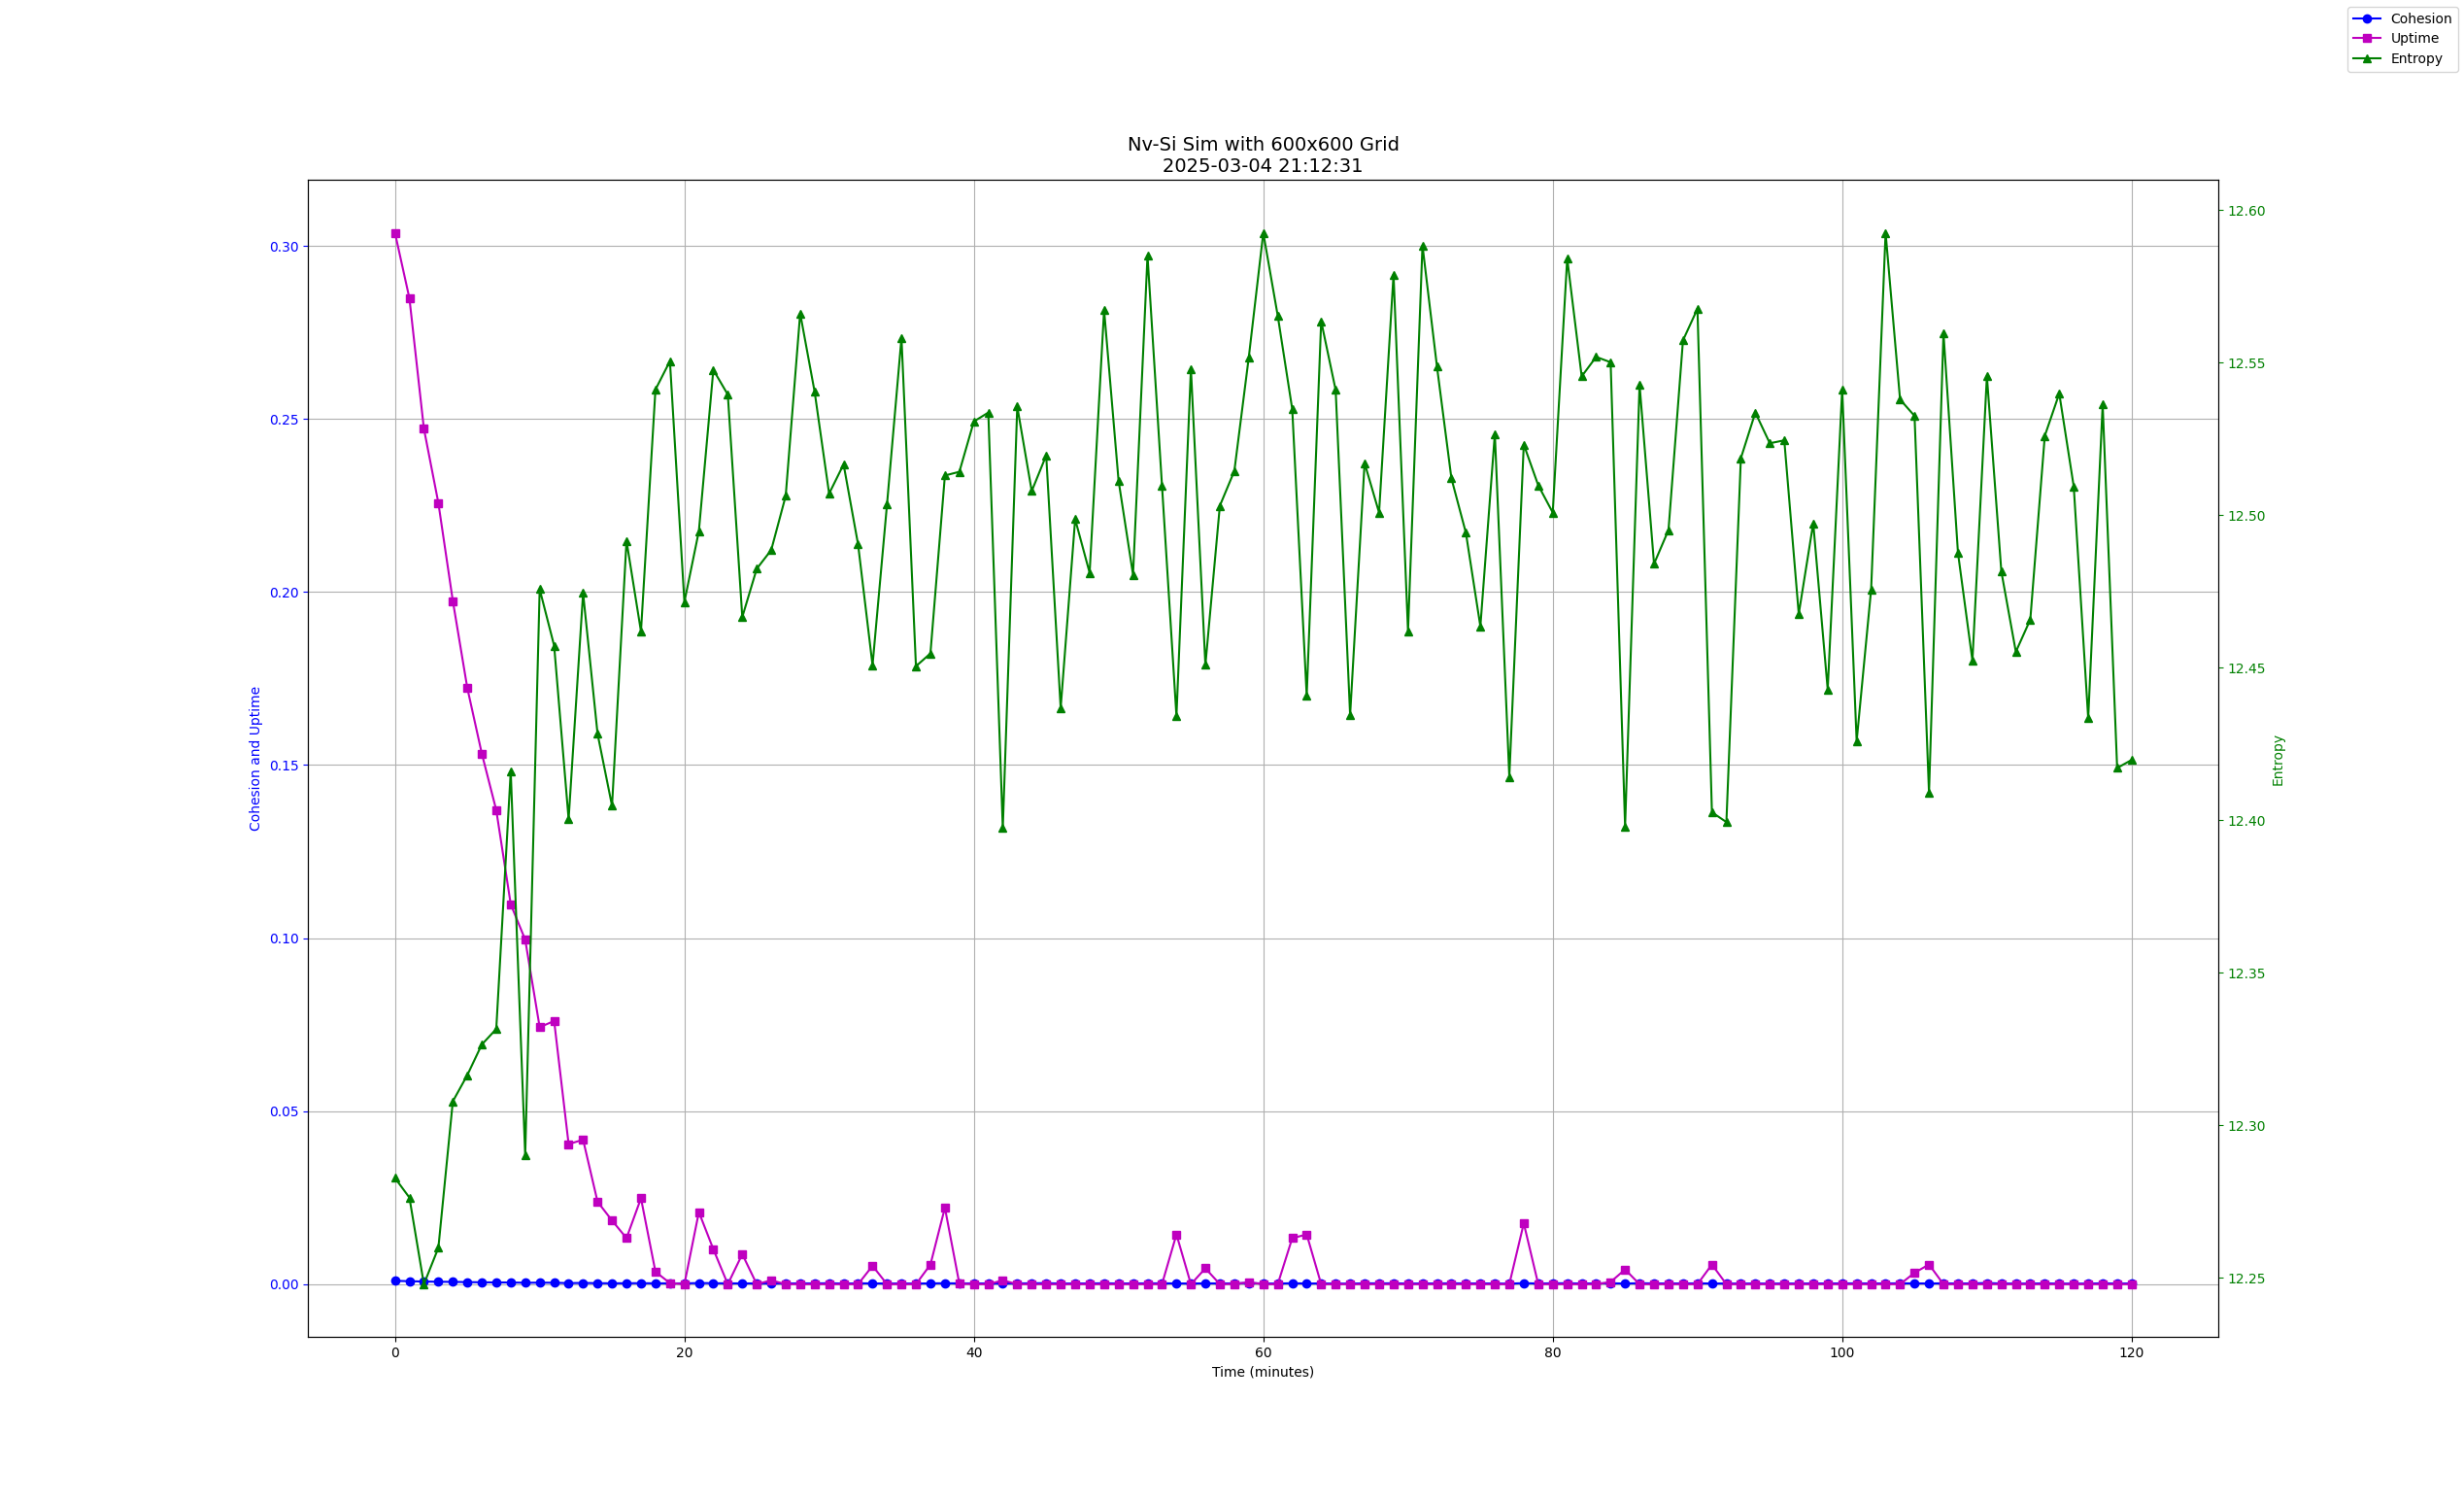 Cohesion
Uptime
Entropy
Nv-Si Sim with 600x600 Grid
2025-03-04 21:12:31
0.30
0.25
0.20
0.15
0.10
0.05
0.00
Cohesion and Uptime
12.60
12.55
12.50
12.45
12.40
12.35
12.30
12.25
Entropy
0 20 40 60 80 100 120
Time (minutes)